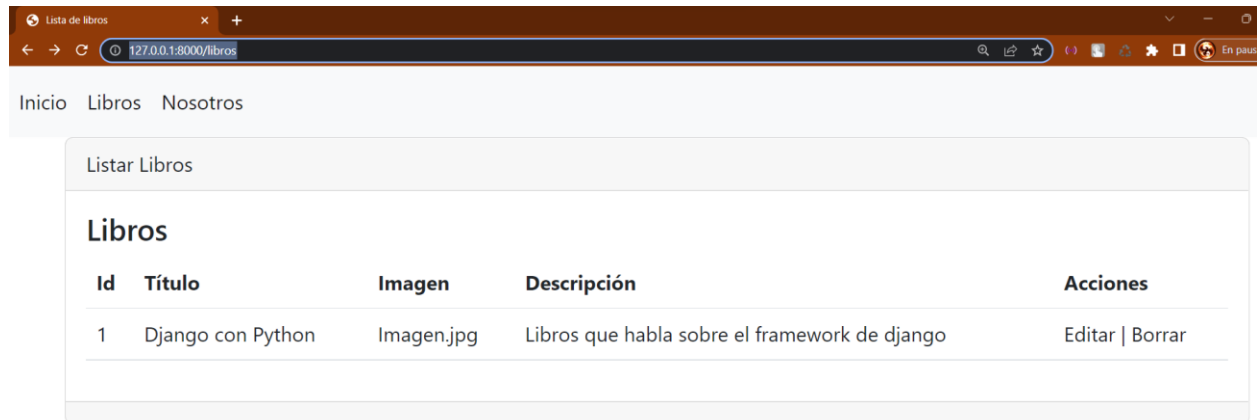 Lista de libros
127.0.0.1:8000/libros
En paus
Inicio Libros Nosotros
Listar Libros
Libros
Id Título Imagen Descripción Acciones
1 Django con Python Imagen.jpg Libros que habla sobre el framework de django Editar | Borrar